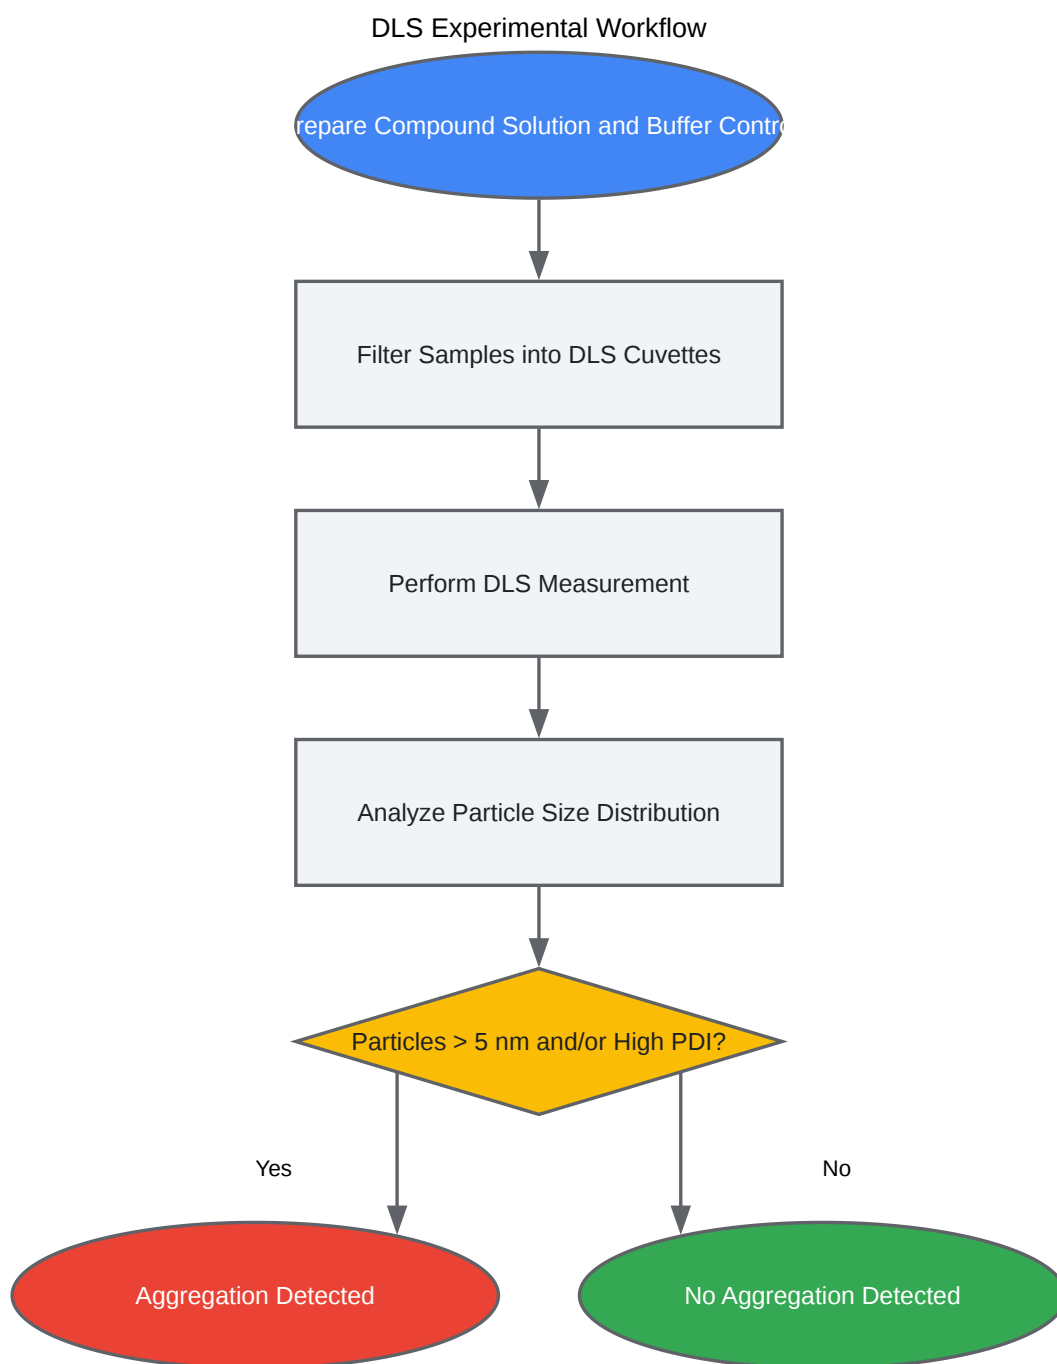 DLS Experimental Workflow
repare Compound Solution and Buffer Contro
Filter Samples into DLS Cuvettes
Perform DLS Measurement
Analyze Particle Size Distribution
Particles > 5 nm and/or High PDI?
Yes
No
Aggregation Detected
No Aggregation Detected